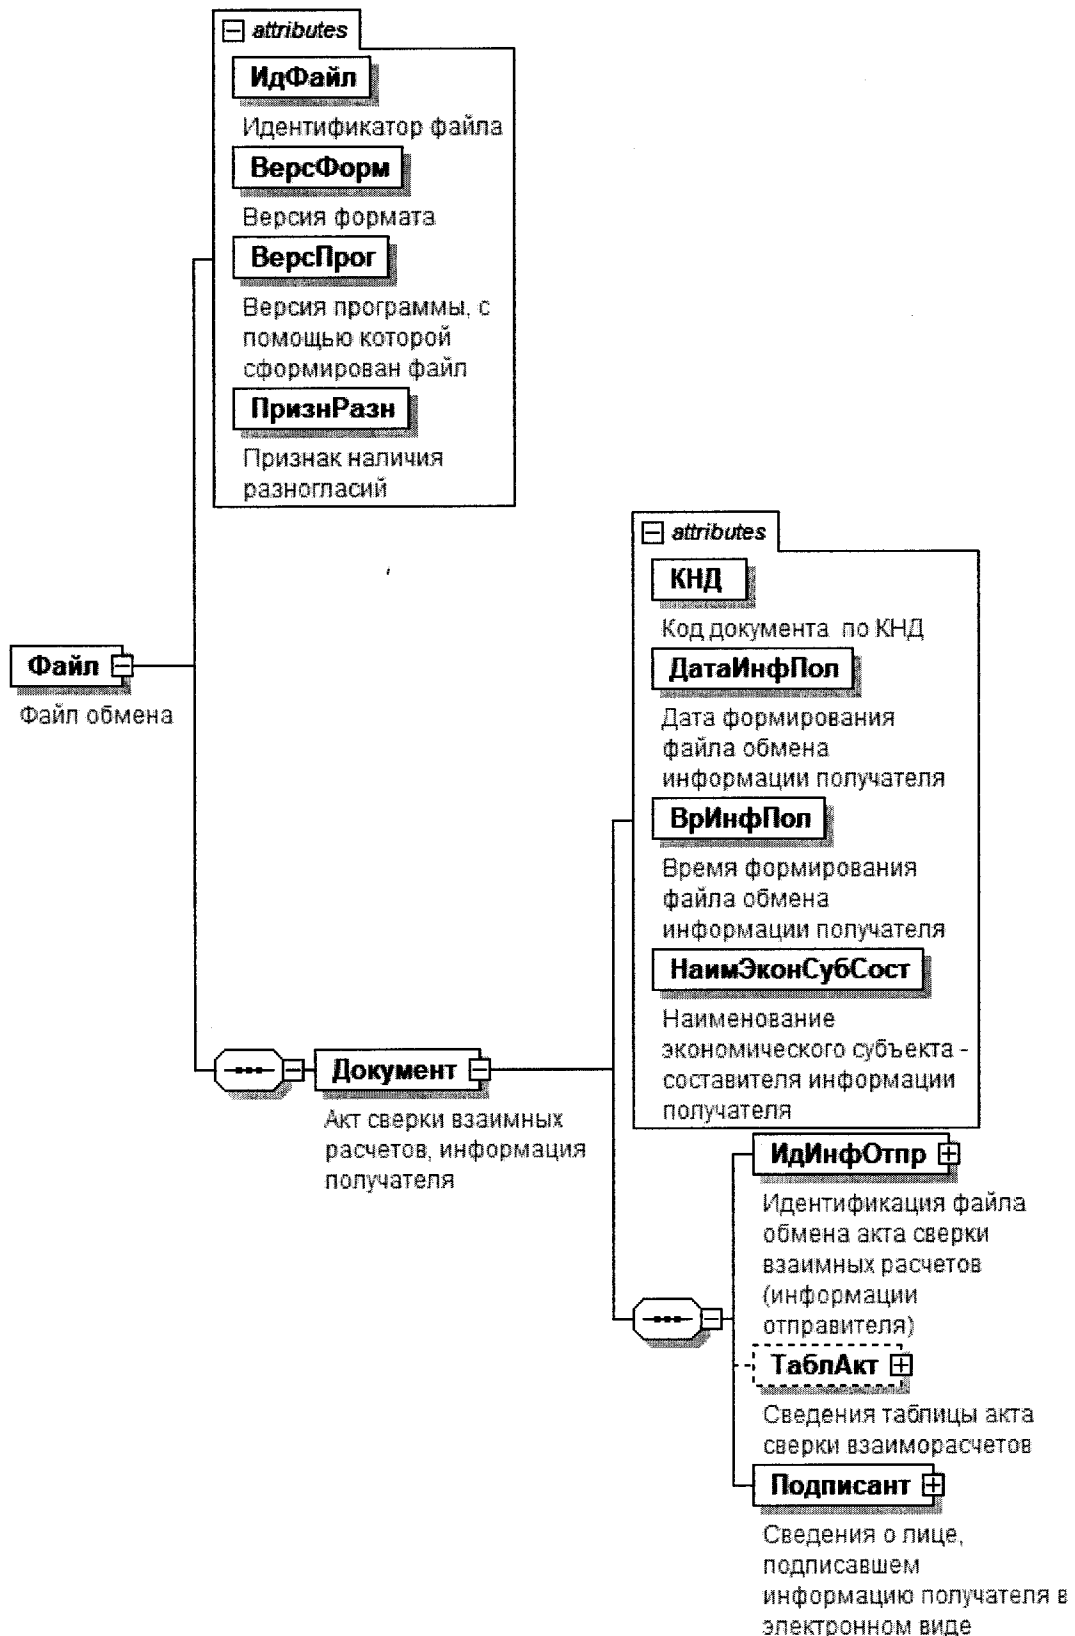 attributes
ИдФайл
Идентификатор файла
ВерсФорм
Версия формата
ВерсПрог
Версия программы, с
помощью которой
сформирован файл
ПризнРазн
Признак наличия
разногласий
attributes
КНД
Код документа по КНД
ДатаИнфПол
Дата формирования
файла обмена
информации получателя
ВрИнфПол
Время формирования
файла обмена
информации получателя
НаимЭконСубСост
Наименование
экономического субъекта -
составителя информации
получателя
Файл
Файл обмена
Документ
Акт сверки взаимных
расчетов, информация
получателя
ИдИнфОтпр
Идентификация файла
обмена акта сверки
взаимных расчетов
(информации
отправителя)
ТаблАкт
Сведения таблицы акта
сверки взаиморасчетов
Подписант
Сведения о лице,
подписавшем
информацию получателя в
электронном виде